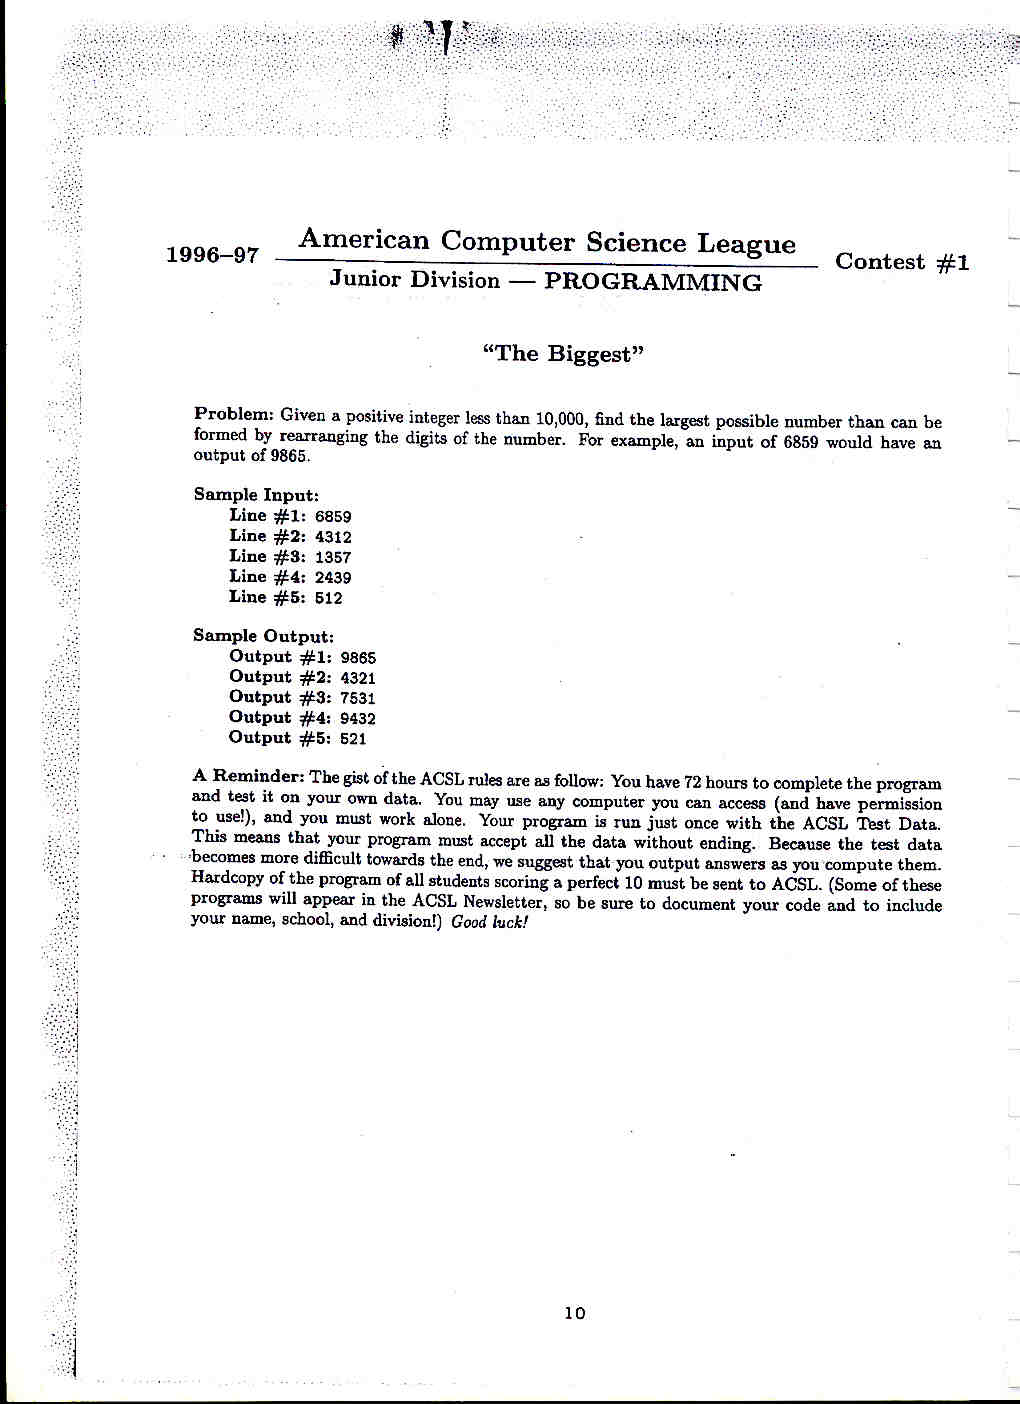 American Computer Science League
1996–97
Contest #1
Junior Division — PROGRAMMING
“The Biggest”
Problem: Given a positive integer less than 10,000, find the largest possible number than can be
formed by rearranging the digits of the number. For example, an input of 6859 would have an
output of 9865.
Sample Input:
Line #1: 6859
Line #2: 4312
Line #3: 1357
Line #4: 2439
Line #5: 512
Sample Output:
Output #1: 9865
Output #2: 4321
Output #3: 7531
Output #4: 9432
Output #5: 521
A Reminder: The gist of the ACSL rules are as follow: You have 72 hours to complete the program
and test it on your own data. You may use any computer you can access (and have permission
to use!), and you must work alone. Your program is run just once with the ACSL Test Data.
This means that your program must accept all the data without ending. Because the test data
becomes more difficult towards the end, we suggest that you output answers as you compute them.
Hardcopy of the program of all students scoring a perfect 10 must be sent to ACSL. (Some of these
programs will appear in the ACSL Newsletter, so be sure to document your code and to include
your name, school, and division!) Good luck!
10